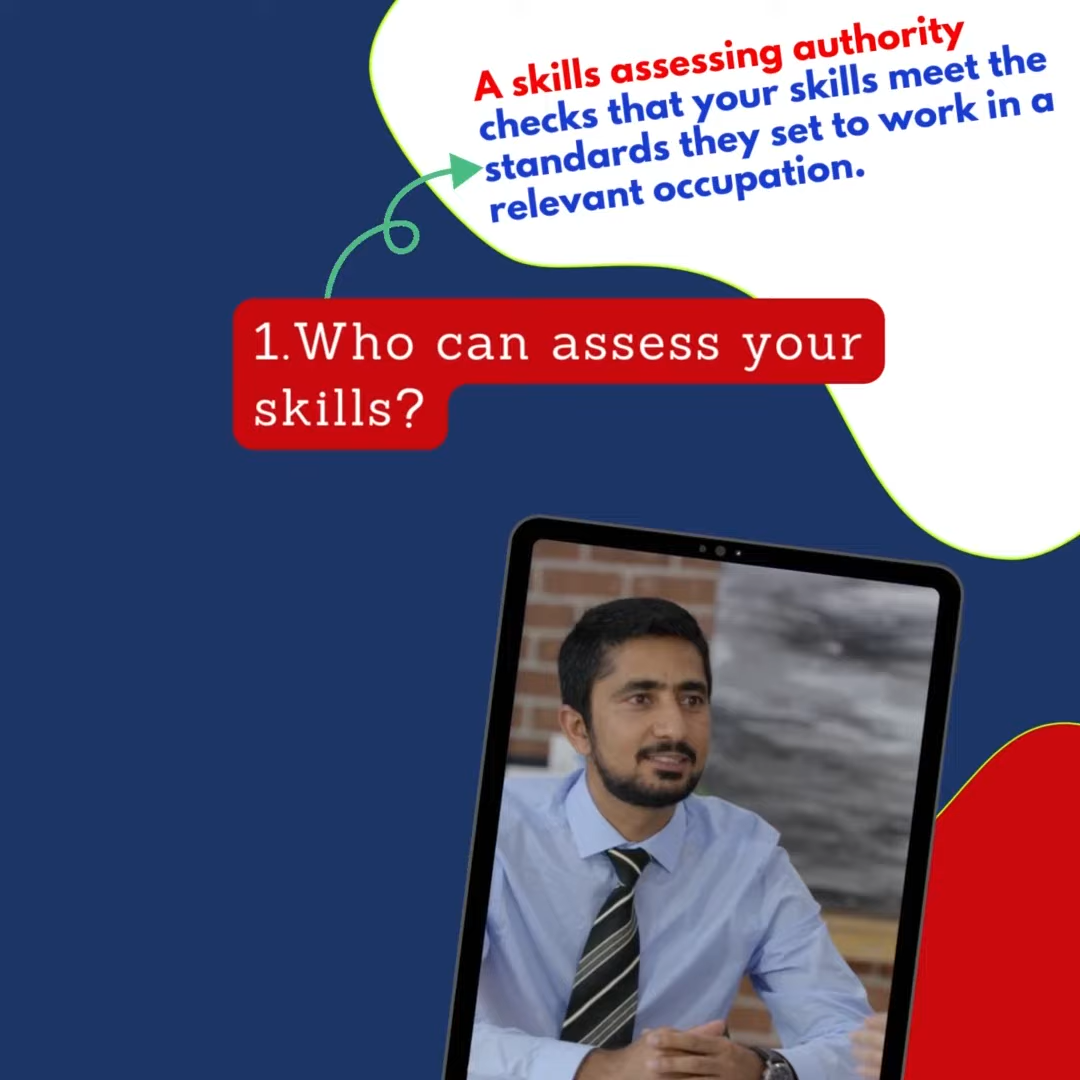 A skills assessing authority
checks that your skills meet the
standards they set to work in a
relevant occupation.
1.Who can assess your
skills?